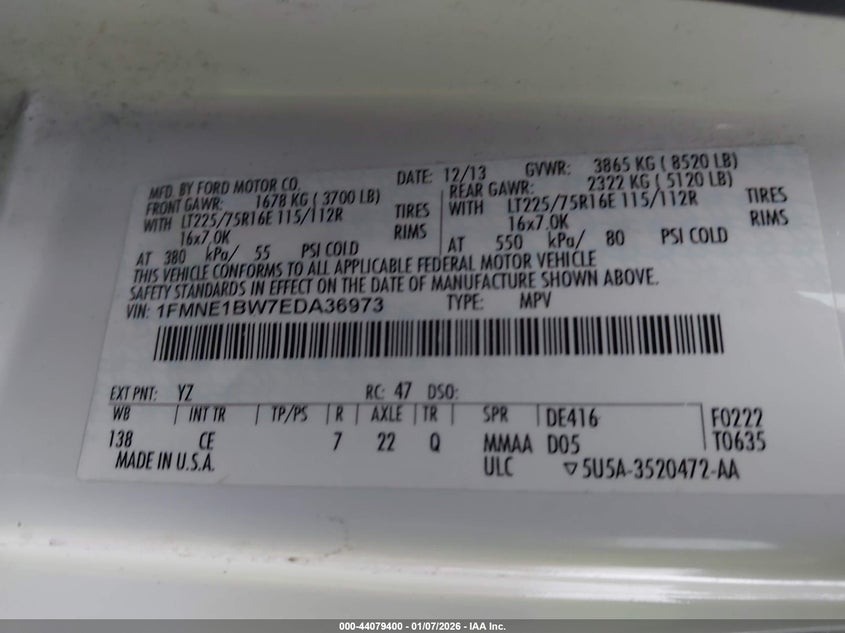 MFD. BY FORD MOTOR CO. DATE: 12/13 GVWR: 3865 KG ( 8520 LB)
FRONT GAWR: 1678 KG ( 3700 LB) REAR GAWR: 2322 KG ( 5120 LB)
WITH LT225/75R16E 115/112R TIRES WITH LT225/75R16E 115/112R TIRES
16x7.0K RIMS 16x7.0K RIMS
AT 380 kPa/ 55 PSI COLD AT 550 kPa/ 80 PSI COLD
THIS VEHICLE CONFORMS TO ALL APPLICABLE FEDERAL MOTOR VEHICLE
SAFETY STANDARDS IN EFFECT ON THE DATE OF MANUFACTURE SHOWN ABOVE.
VIN: 1FMNE1BW7EDA36973 TYPE: MPV
EXT PNT: YZ RC: 47 DSO:
WB INT TR TP/PS R AXLE TR SPR DE416 F0222
138 CE 7 22 Q MMAA D05 T0635
MADE IN U.S.A. ULC ▽5U5A-3520472-AA
000-44079400 - 01/07/2026 - IAA Inc.